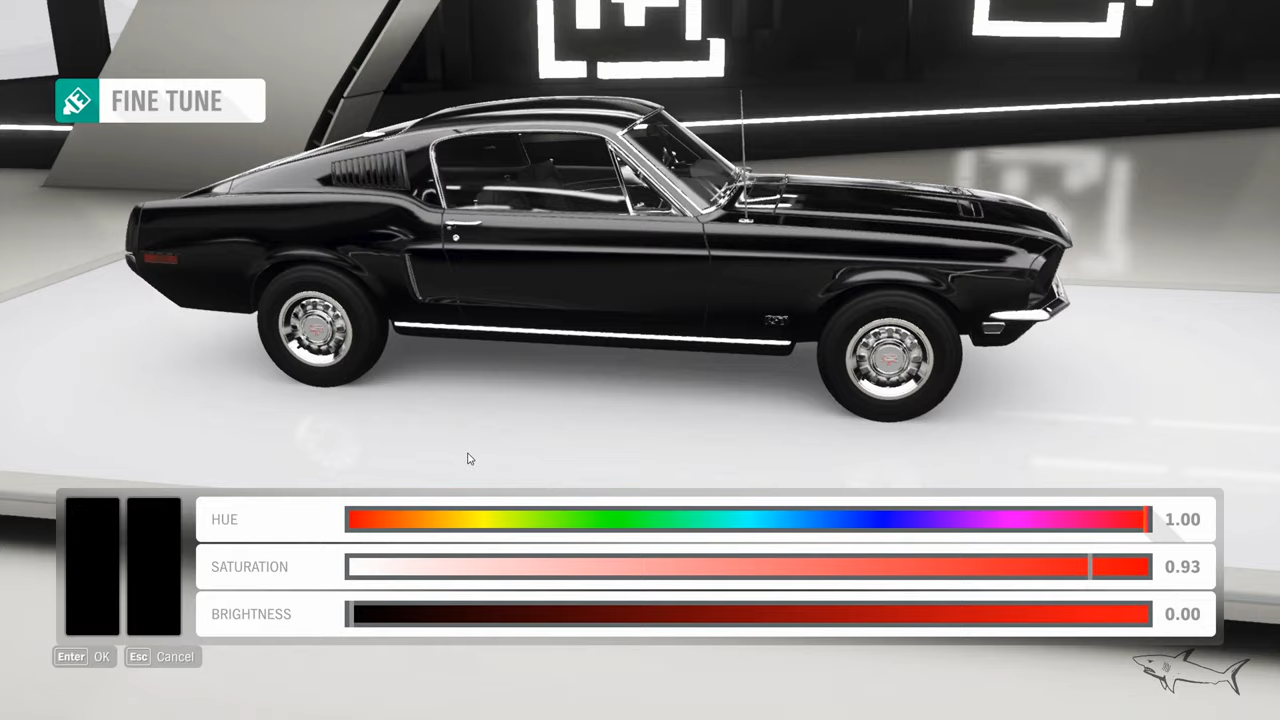 FINE TUNE
HUE 1.00
SATURATION 0.93
BRIGHTNESS 0.00
Enter OK Esc Cancel